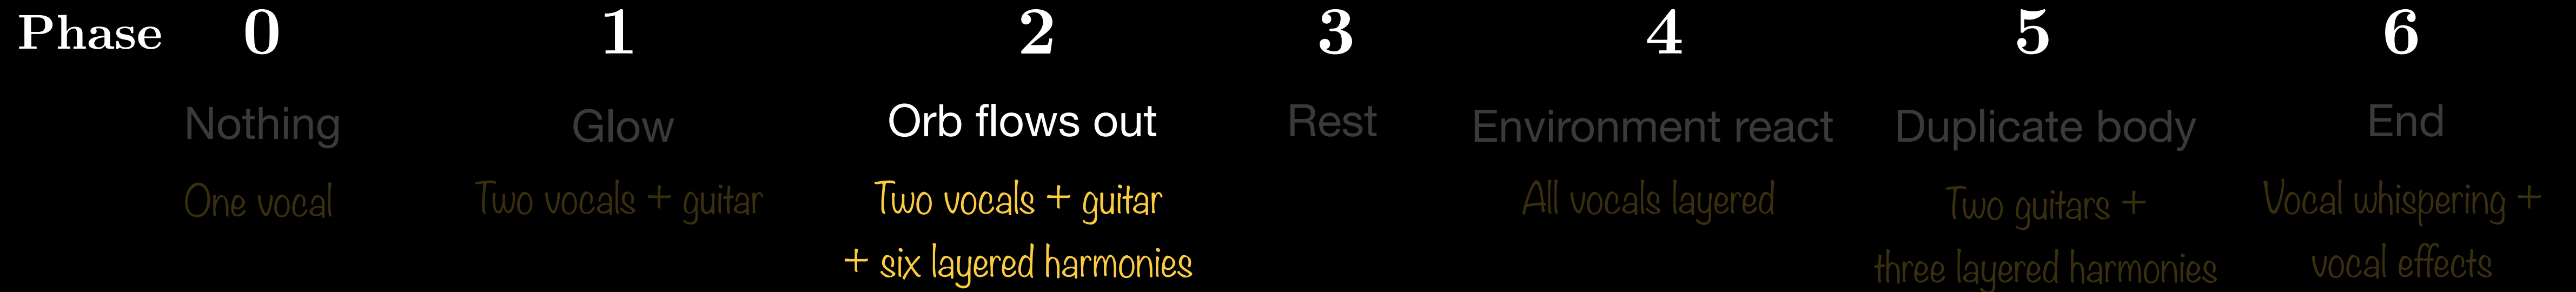 Phase 0 1 2 3 4 5 6
Nothing Glow Orb flows out Rest Environment react Duplicate body End
One vocal Two vocals + guitar Two vocals + guitar All vocals layered Two guitars + Vocal whispering +
+ six layered harmonies three layered harmonies vocal effects